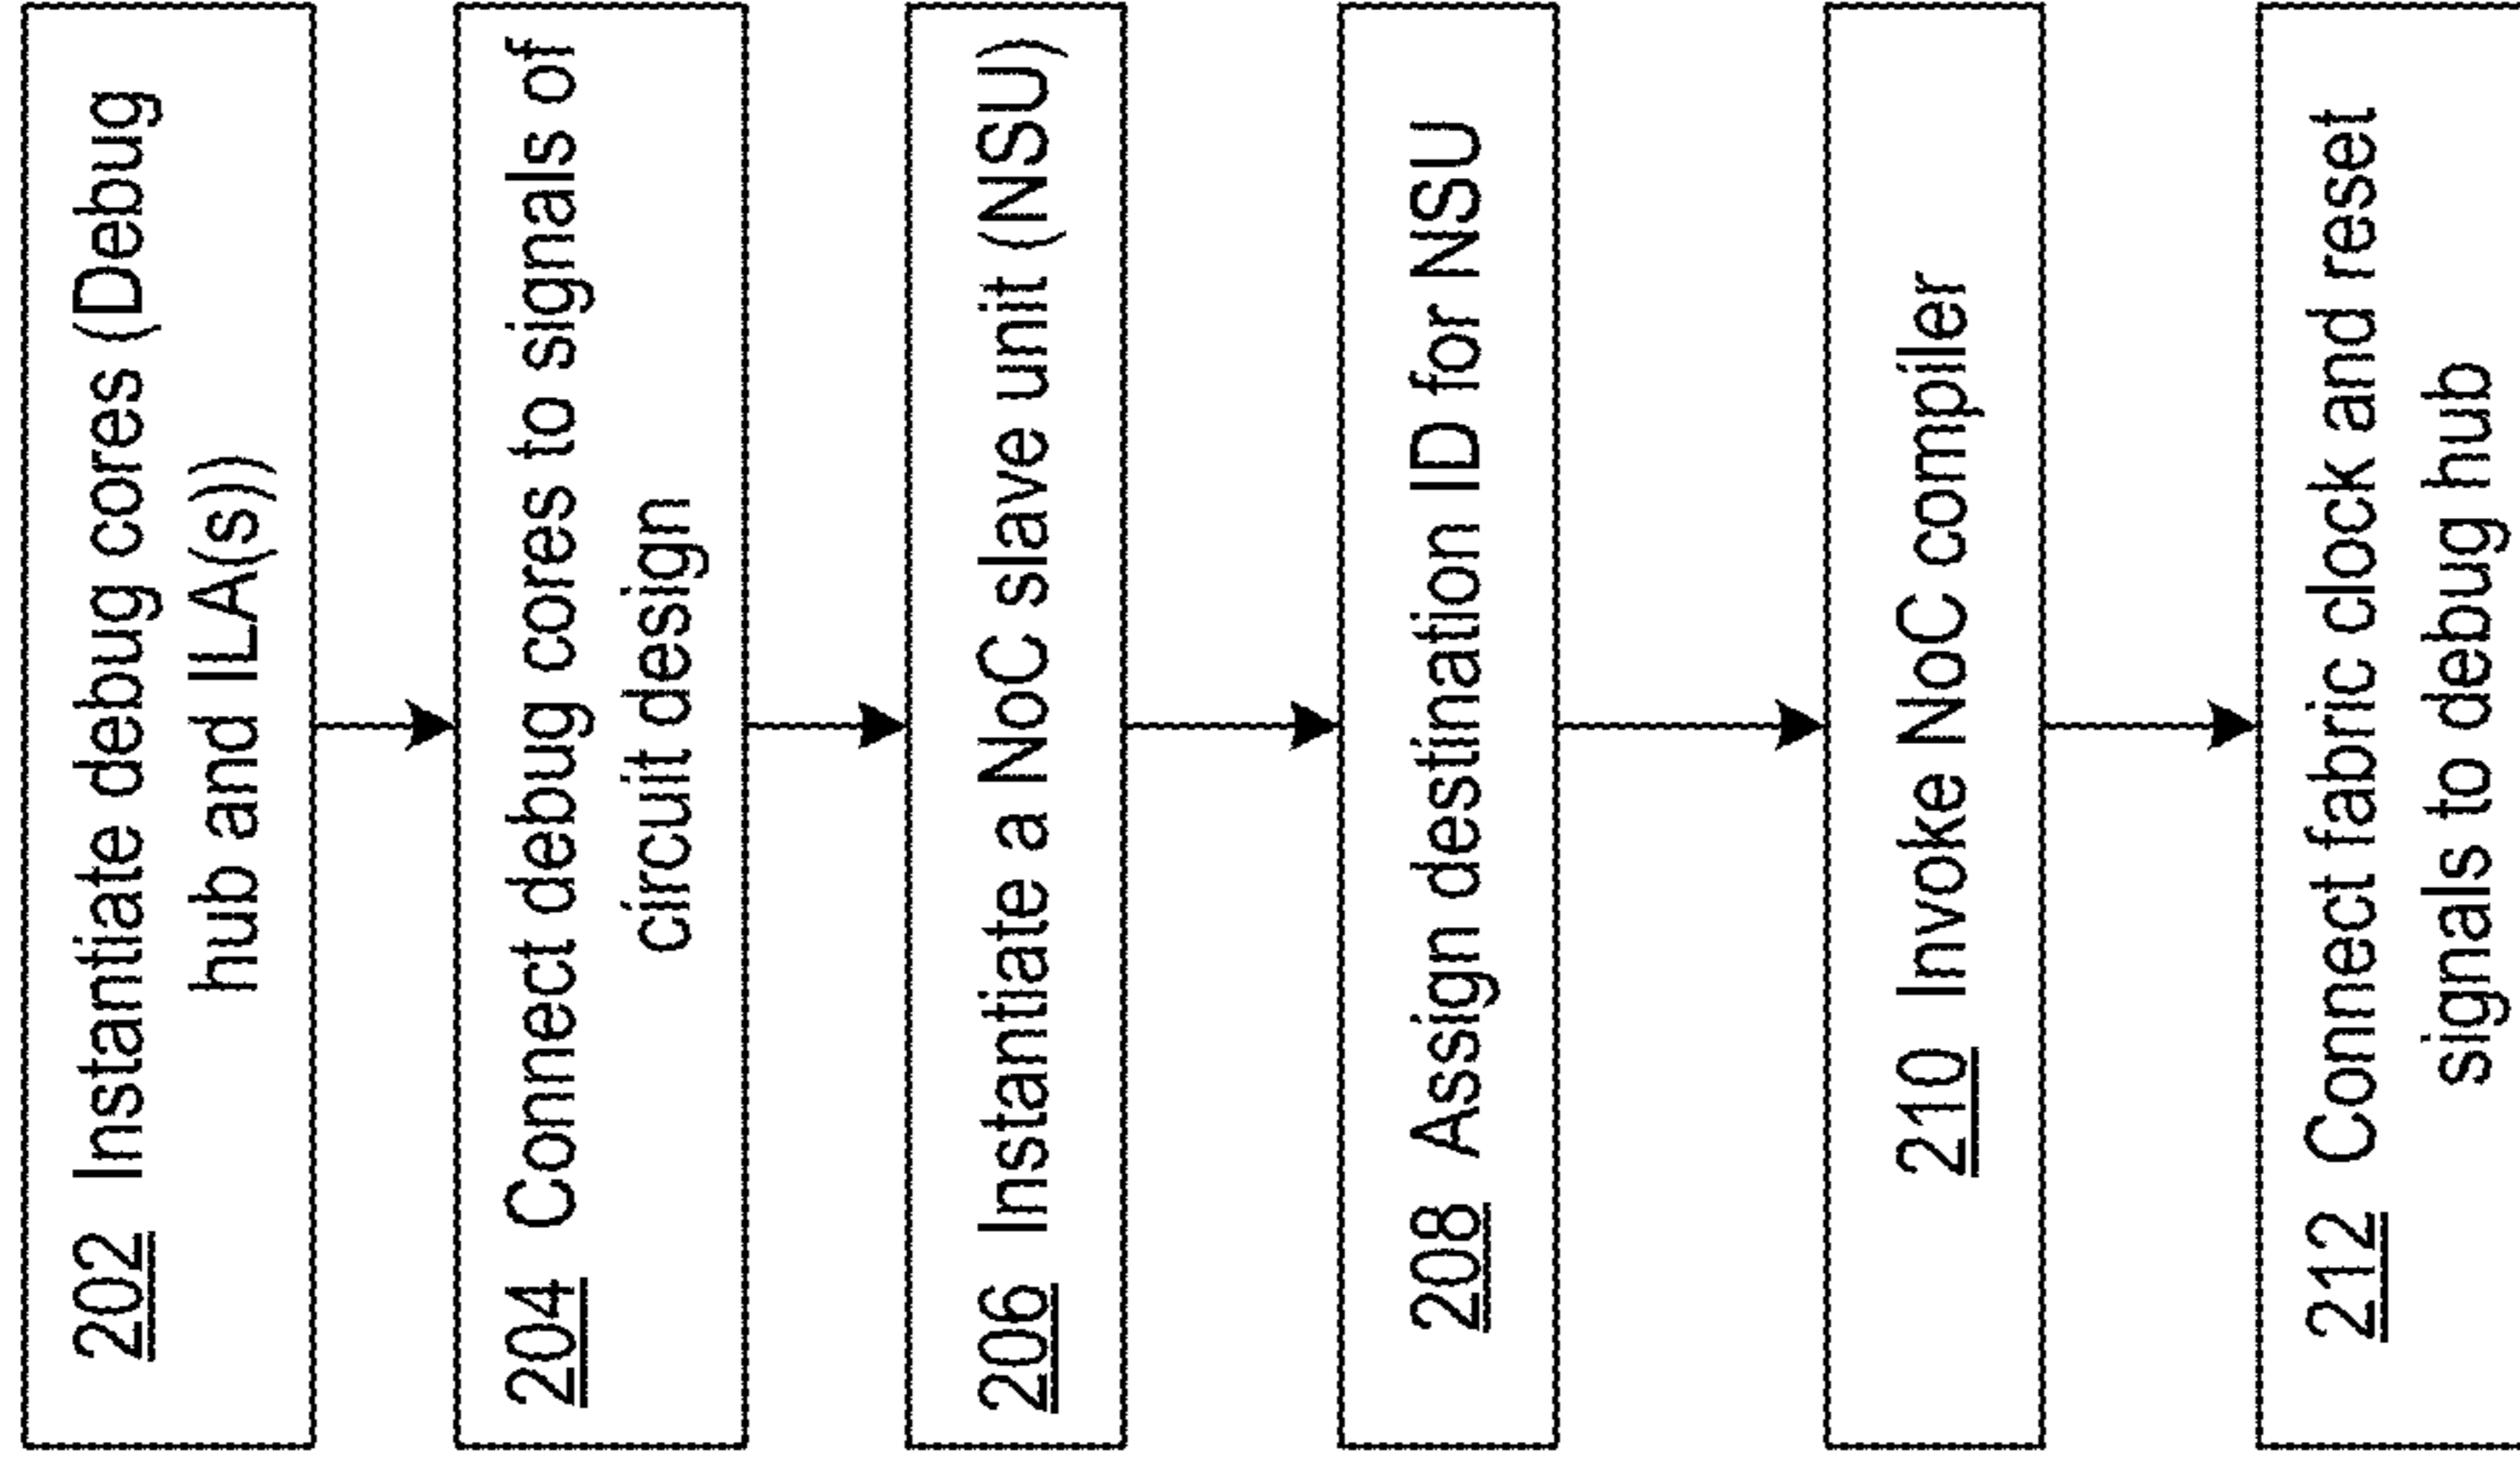 202 Instantiate debug cores (Debug
hub and ILA(s))
204 Connect debug cores to signals of
circuit design
206 Instantiate a NoC slave unit (NSU)
208 Assign destination ID for NSU
210 Invoke NoC compiler
212 Connect fabric clock and reset
signals to debug hub